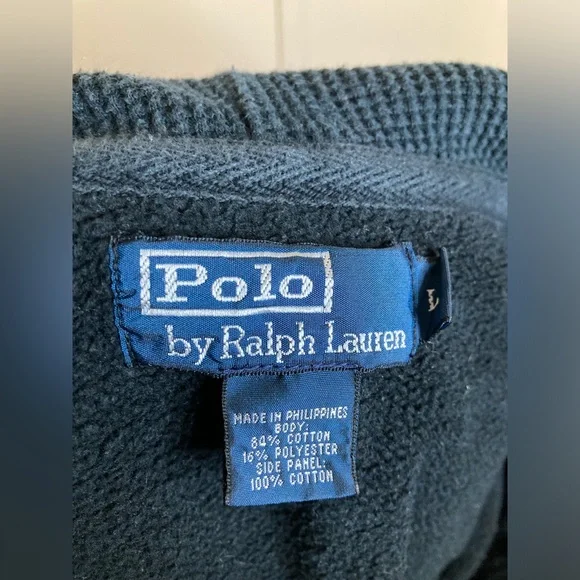 Polo
by Ralph Lauren
L
MADE IN PHILIPPINES
BODY:
84% COTTON
16% POLYESTER
SIDE PANEL:
100% COTTON